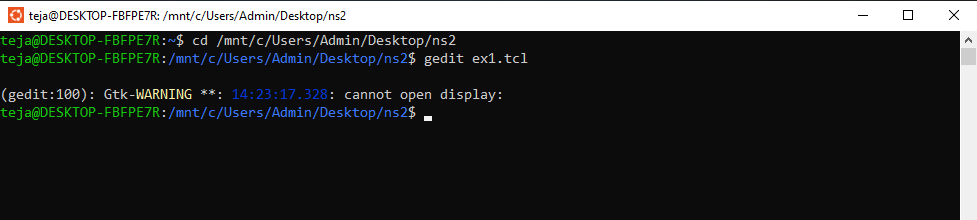 teja@DESKTOP-FBFPE7R: /mnt/c/Users/Admin/Desktop/ns2
teja@DESKTOP-FBFPE7R:~$ cd /mnt/c/Users/Admin/Desktop/ns2
teja@DESKTOP-FBFPE7R:/mnt/c/Users/Admin/Desktop/ns2$ gedit ex1.tcl
(gedit:100): Gtk-WARNING **: 14:23:17.328: cannot open display:
teja@DESKTOP-FBFPE7R:/mnt/c/Users/Admin/Desktop/ns2$